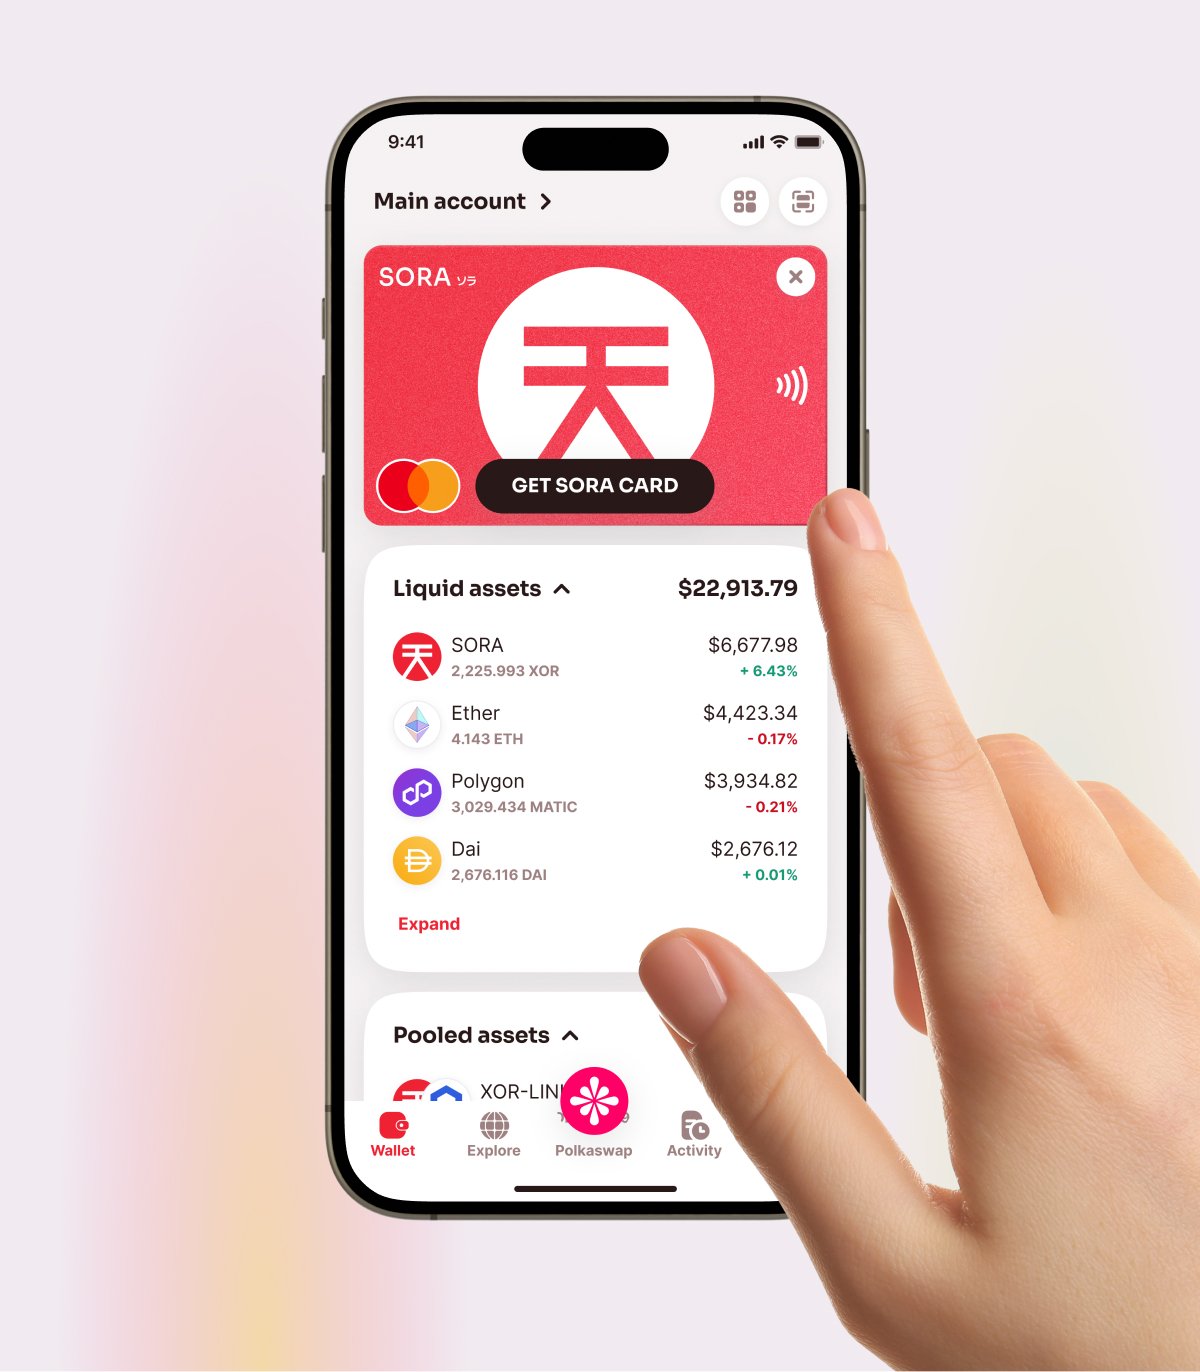 9:41
Main account
SORA ソラ
天
GET SORA CARD
Liquid assets
$22,913.79
SORA
$6,677.98
2,225.993 XOR
+ 6.43%
Ether
$4,423.34
4.143 ETH
- 0.17%
Polygon
$3,934.82
3,029.434 MATIC
- 0.21%
Dai
$2,676.12
2,676.116 DAI
+ 0.01%
Expand
Pooled assets
Wallet
Explore
Polkaswap
Activity